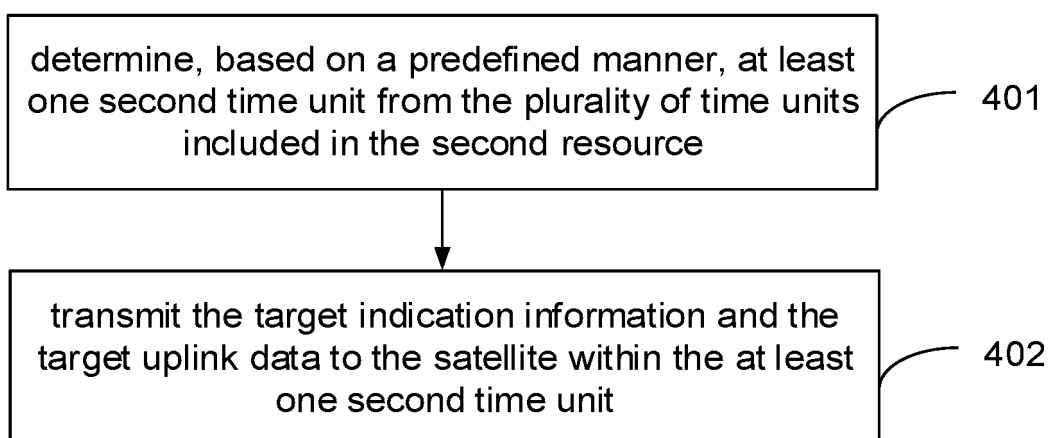 determine, based on a predefined manner, at least
one second time unit from the plurality of time units
included in the second resource
401
transmit the target indication information and the
target uplink data to the satellite within the at least
one second time unit
402